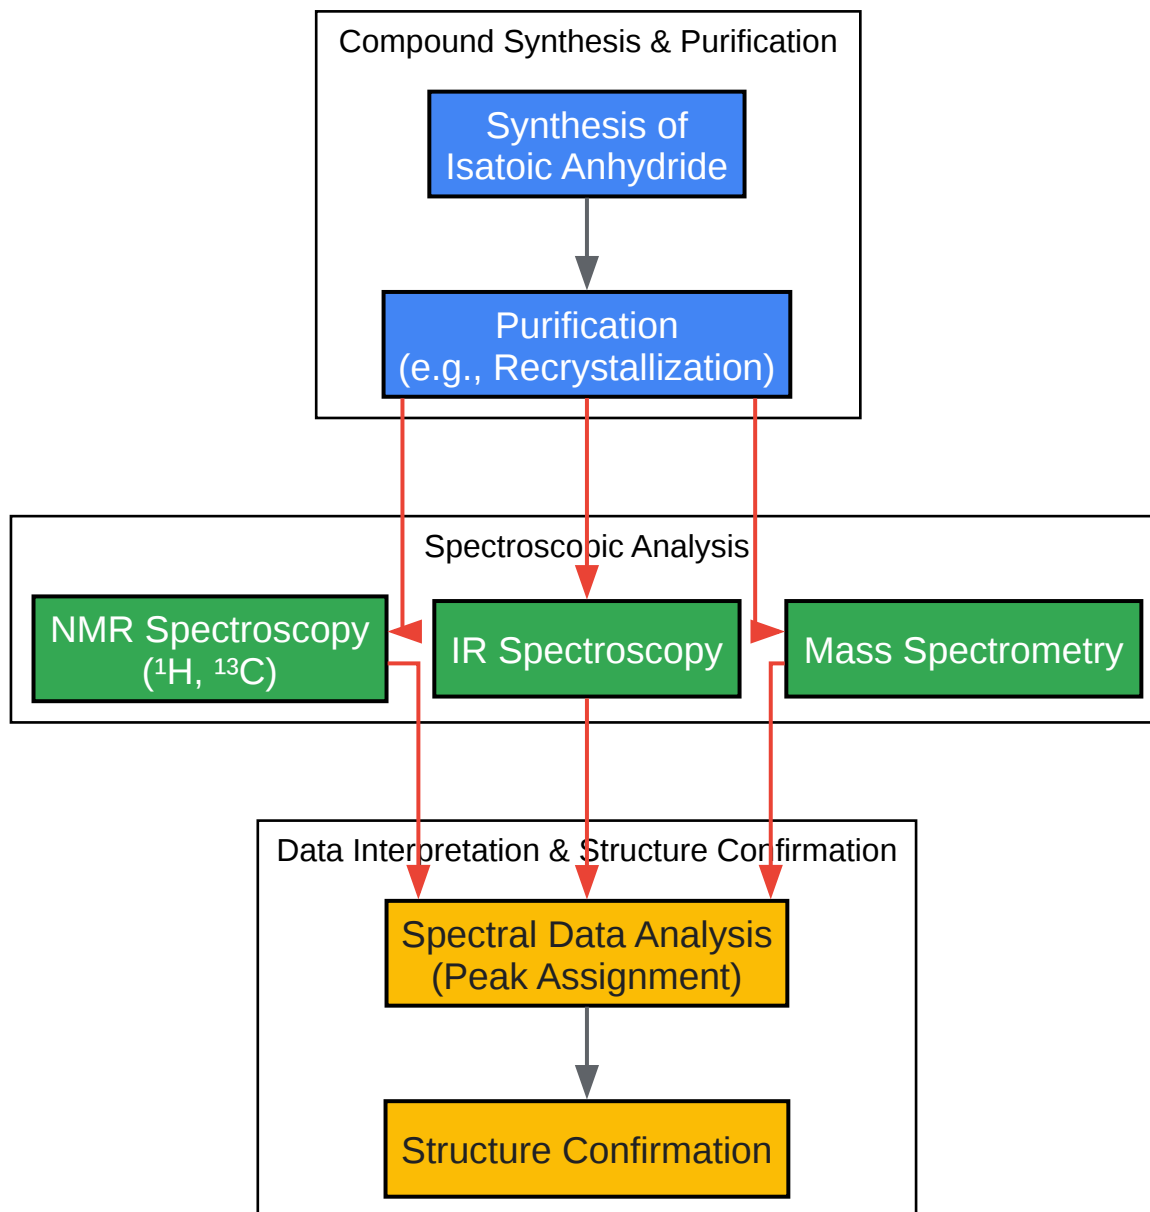 Compound Synthesis & Purification
Synthesis of
Isatoic Anhydride
Purification
(e.g., Recrystallization)
Spectroscopic Analysis
NMR Spectroscopy
(¹H, ¹³C)
IR Spectroscopy
Mass Spectrometry
Data Interpretation & Structure Confirmation
Spectral Data Analysis
(Peak Assignment)
Structure Confirmation